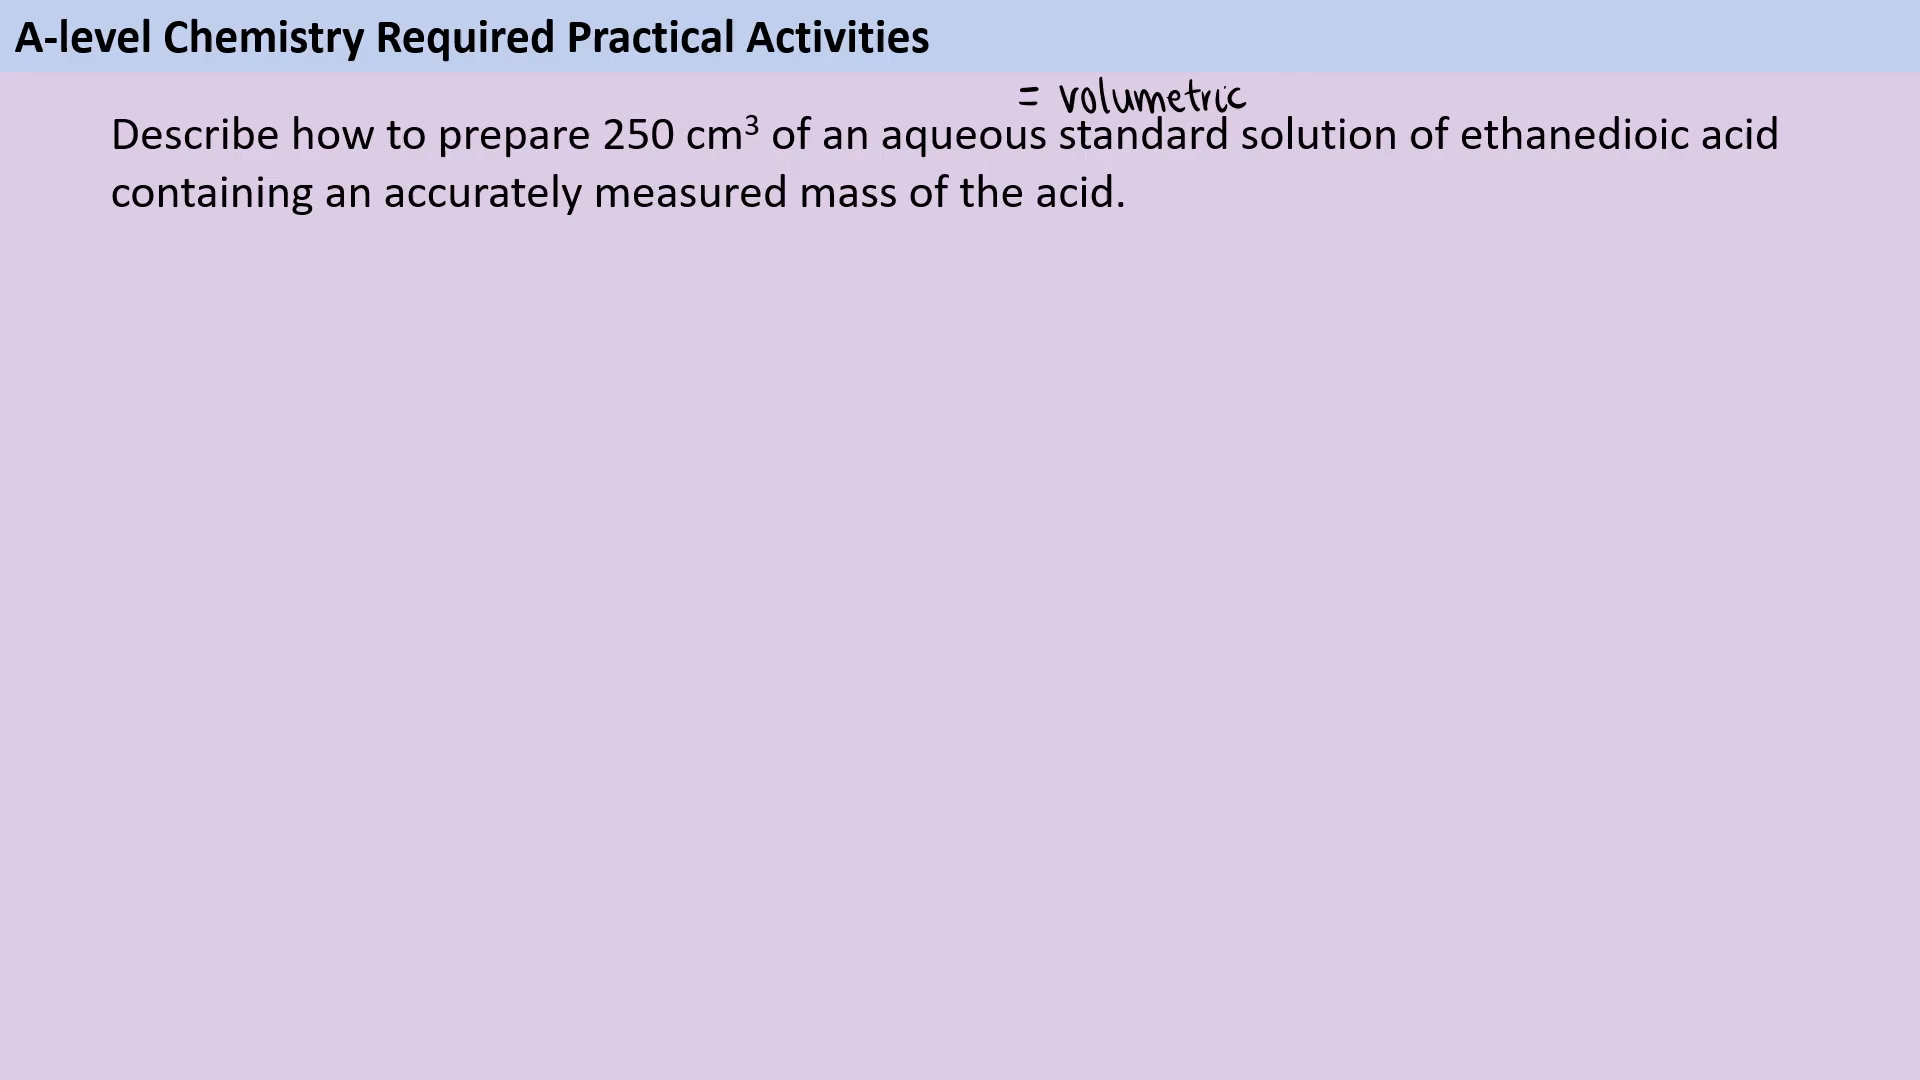 A-level Chemistry Required Practical Activities
= volumetric
Describe how to prepare 250 cm³ of an aqueous standard solution of ethanedioic acid
containing an accurately measured mass of the acid.